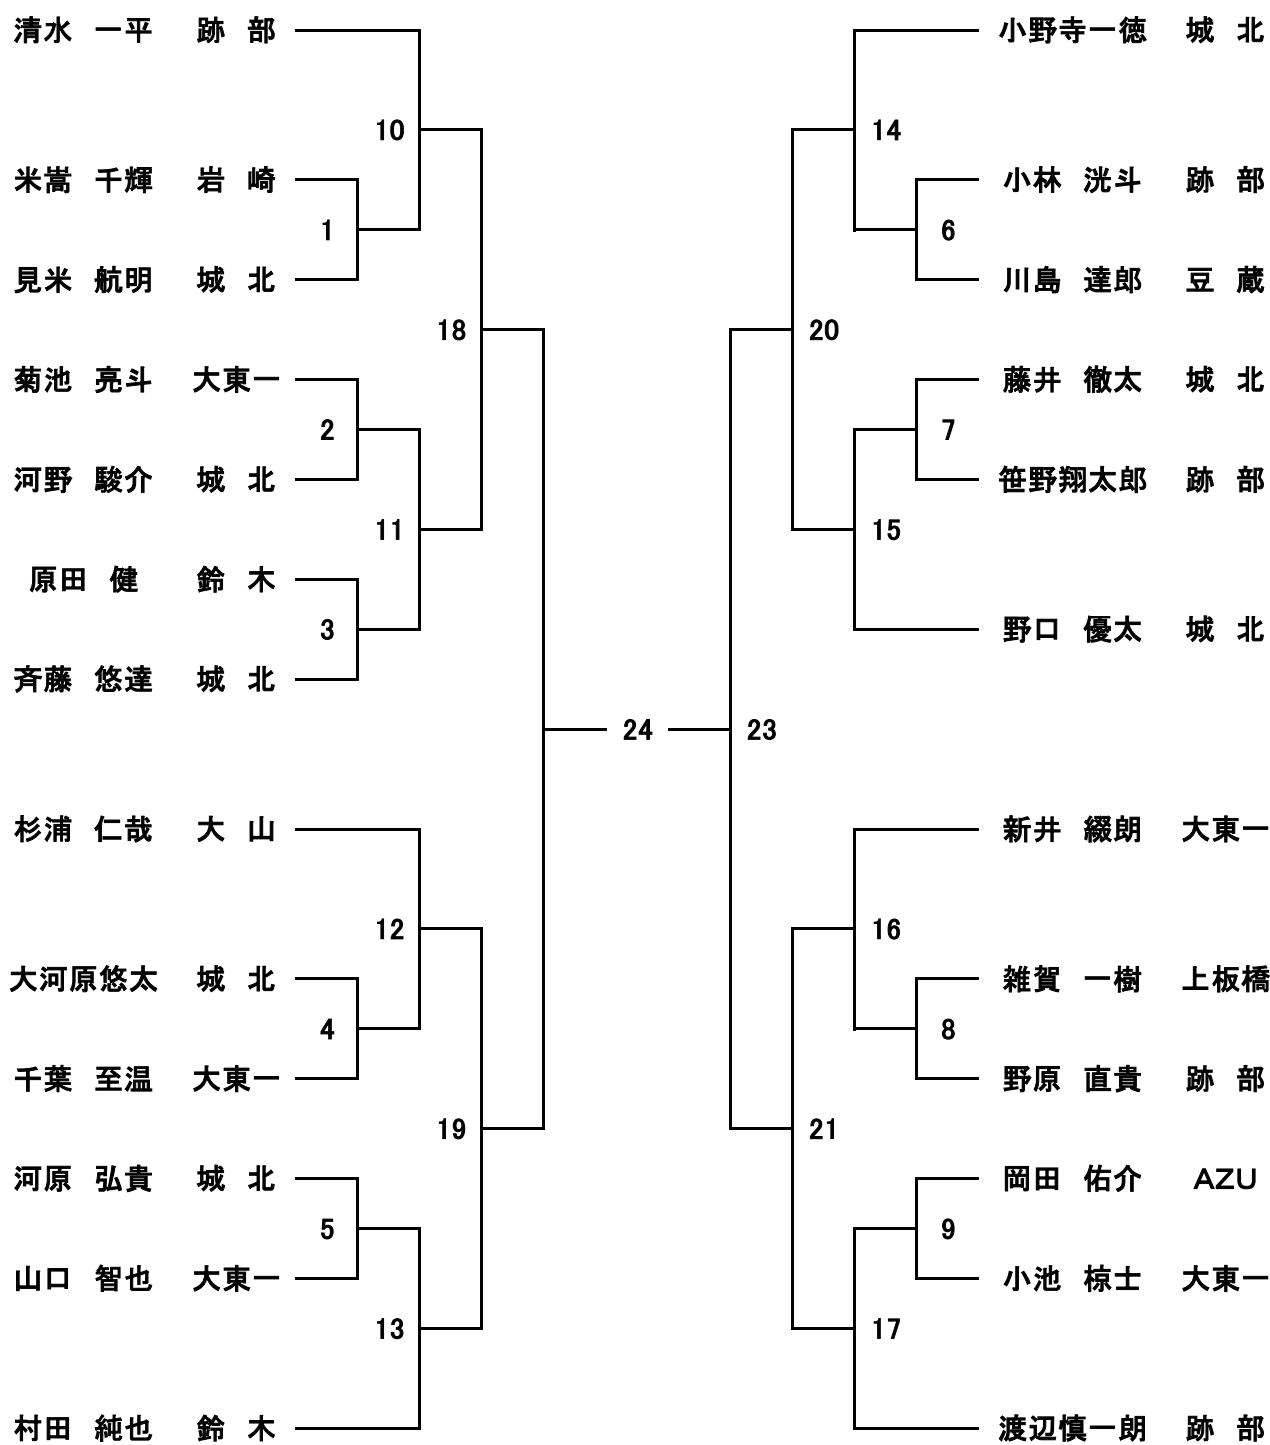 清水 一平 跡 部
10
米嵩 千輝 岩 崎
1
見米 航明 城 北
18
菊池 亮斗 大東一
2
河野 駿介 城 北
11
原田 健 鈴 木
3
斉藤 悠達 城 北
24
杉浦 仁哉 大 山
12
大河原悠太 城 北
4
千葉 至温 大東一
19
河原 弘貴 城 北
5
山口 智也 大東一
13
村田 純也 鈴 木
小野寺一徳 城 北
14
小林 洸斗 跡 部
6
川島 達郎 豆 蔵
20
藤井 徹太 城 北
7
笹野翔太郎 跡 部
15
野口 優太 城 北
23
新井 綴朗 大東一
16
雑賀 一樹 上板橋
8
野原 直貴 跡 部
21
岡田 佑介 AZU
9
小池 椋士 大東一
17
渡辺慎一朗 跡 部